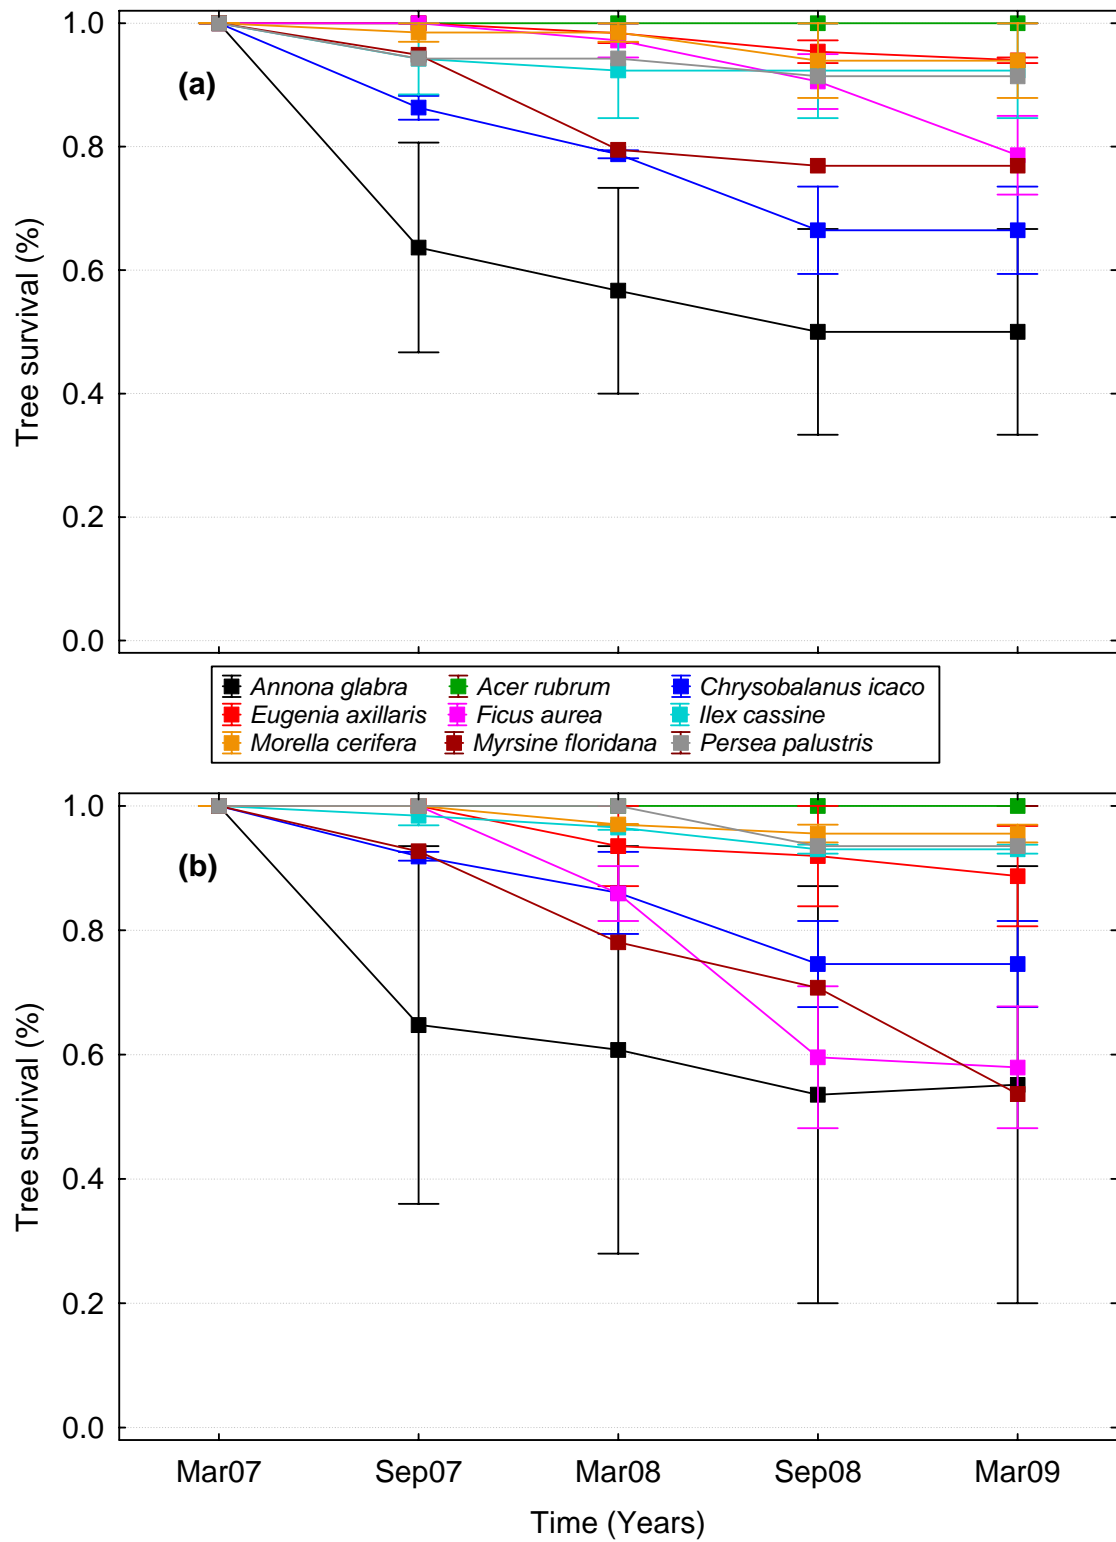 1.0
(a)
0.8
0.6
0.4
0.2
0.0
Tree survival (%)
Annona glabra Acer rubrum Chrysobalanus icaco
Eugenia axillaris Ficus aurea Ilex cassine
Morella cerifera Myrsine floridana Persea palustris
1.0
(b)
0.8
0.6
0.4
0.2
0.0
Tree survival (%)
Mar07 Sep07 Mar08 Sep08 Mar09
Time (Years)